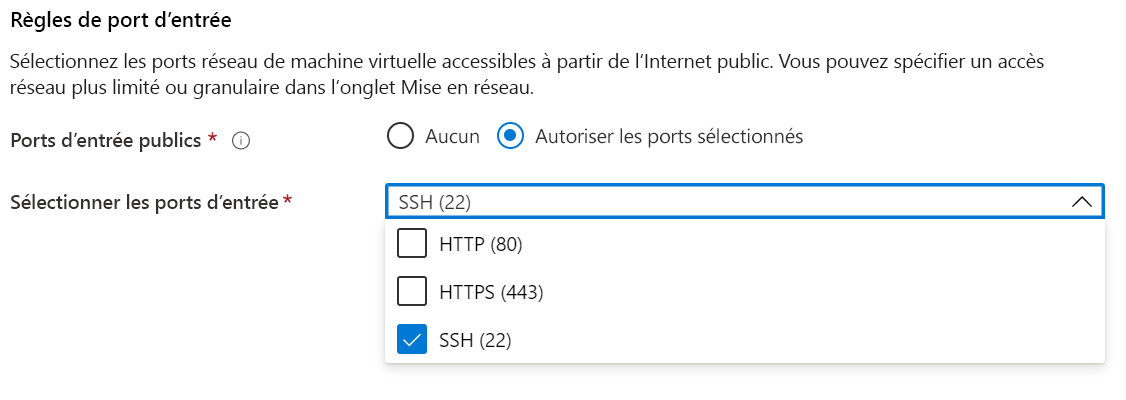 Règles de port d’entrée
Sélectionnez les ports réseau de machine virtuelle accessibles à partir de l’Internet public. Vous pouvez spécifier un accès
réseau plus limité ou granulaire dans l’onglet Mise en réseau.
Ports d’entrée publics * Aucun Autoriser les ports sélectionnés
Sélectionner les ports d’entrée * SSH (22)
HTTP (80)
HTTPS (443)
SSH (22)